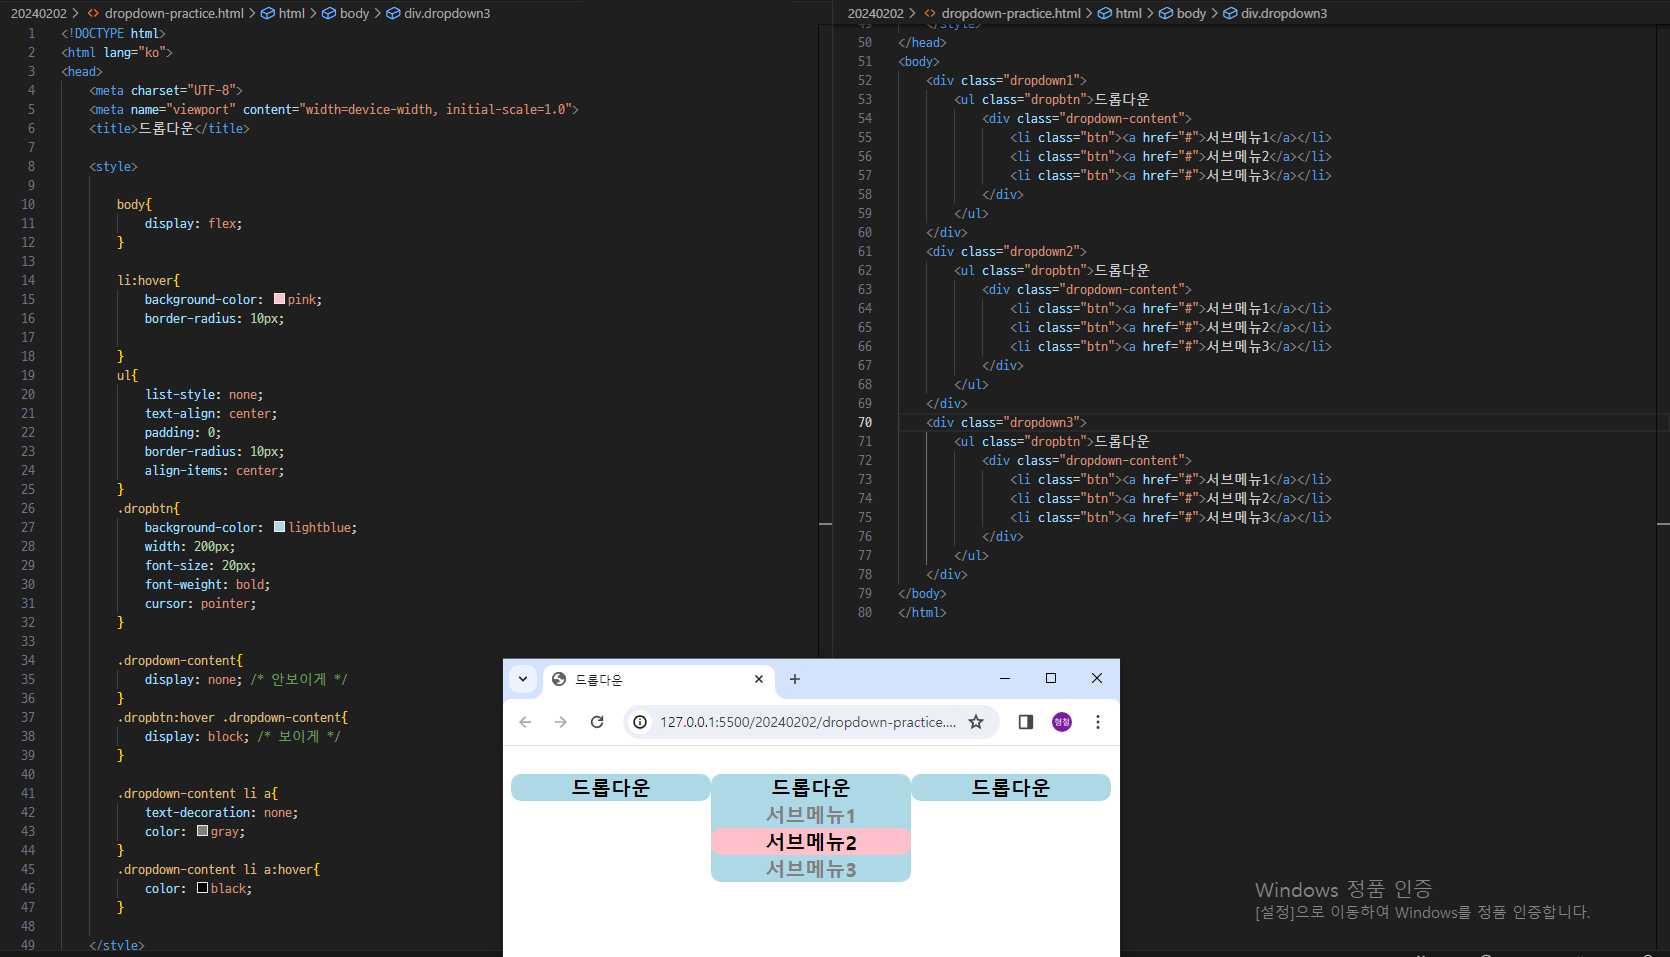 20240202 > <> dropdown-practice.html > html > body > div.dropdown3
1 <!DOCTYPE html>
2 <html lang="ko">
3 <head>
4 <meta charset="UTF-8">
5 <meta name="viewport" content="width=device-width, initial-scale=1.0">
6 <title>드롭다운</title>
7
8 <style>
9
10 body{
11 display: flex;
12 }
13
14 li:hover{
15 background-color: pink;
16 border-radius: 10px;
17
18 }
19 ul{
20 list-style: none;
21 text-align: center;
22 padding: 0;
23 border-radius: 10px;
24 align-items: center;
25 }
26 .dropbtn{
27 background-color: lightblue;
28 width: 200px;
29 font-size: 20px;
30 font-weight: bold;
31 cursor: pointer;
32 }
33
34 .dropdown-content{
35 display: none; /* 안보이게 */
36 }
37 .dropbtn:hover .dropdown-content{
38 display: block; /* 보이게 */
39 }
40
41 .dropdown-content li a{
42 text-decoration: none;
43 color: gray;
44 }
45 .dropdown-content li a:hover{
46 color: black;
47 }
48
49 </style>
20240202 > <> dropdown-practice.html > html > body > div.dropdown3
49 </style>
50 </head>
51 <body>
52 <div class="dropdown1">
53 <ul class="dropbtn">드롭다운
54 <div class="dropdown-content">
55 <li class="btn"><a href="#">서브메뉴1</a></li>
56 <li class="btn"><a href="#">서브메뉴2</a></li>
57 <li class="btn"><a href="#">서브메뉴3</a></li>
58 </div>
59 </ul>
60 </div>
61 <div class="dropdown2">
62 <ul class="dropbtn">드롭다운
63 <div class="dropdown-content">
64 <li class="btn"><a href="#">서브메뉴1</a></li>
65 <li class="btn"><a href="#">서브메뉴2</a></li>
66 <li class="btn"><a href="#">서브메뉴3</a></li>
67 </div>
68 </ul>
69 </div>
70 <div class="dropdown3">
71 <ul class="dropbtn">드롭다운
72 <div class="dropdown-content">
73 <li class="btn"><a href="#">서브메뉴1</a></li>
74 <li class="btn"><a href="#">서브메뉴2</a></li>
75 <li class="btn"><a href="#">서브메뉴3</a></li>
76 </div>
77 </ul>
78 </div>
79 </body>
80 </html>
드롭다운
127.0.0.1:5500/20240202/dropdown-practice....
형철
드롭다운 드롭다운 드롭다운
서브메뉴1
서브메뉴2
서브메뉴3
Windows 정품 인증
[설정]으로 이동하여 Windows를 정품 인증합니다.